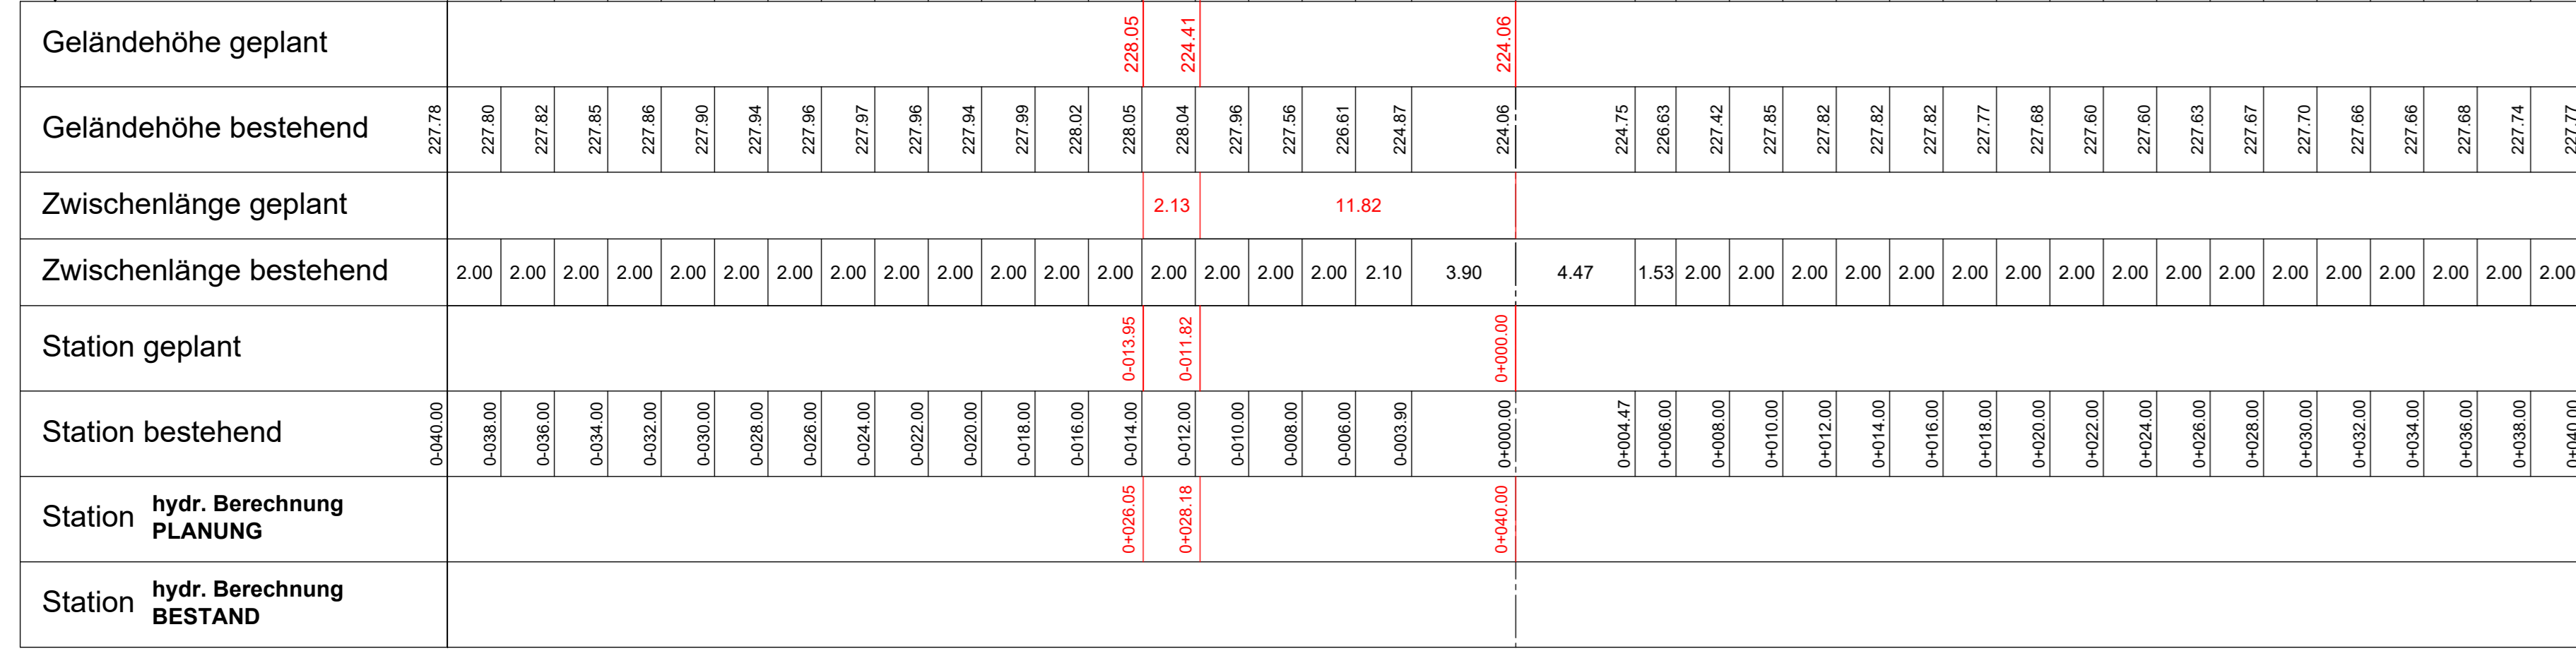 Geländehöhe geplant 228.05 224.41 224.06
Geländehöhe bestehend 227.78 227.80 227.82 227.85 227.86 227.90 227.94 227.96 227.97 227.96 227.94 227.99 228.02 228.05 228.04 227.96 227.56 226.61 224.87 224.06 224.75 226.63 227.42 227.85 227.82 227.82 227.82 227.77 227.68 227.60 227.60 227.63 227.67 227.70 227.66 227.66 227.68 227.74 227.77
Zwischenlänge geplant 2.13 11.82
Zwischenlänge bestehend 2.00 2.00 2.00 2.00 2.00 2.00 2.00 2.00 2.00 2.00 2.00 2.00 2.00 2.00 2.00 2.00 2.00 2.10 3.90 4.47 1.53 2.00 2.00 2.00 2.00 2.00 2.00 2.00 2.00 2.00 2.00 2.00 2.00 2.00 2.00 2.00 2.00 2.00
Station geplant 0-013.95 0-011.82 0+000.00
Station bestehend 0-040.00 0-038.00 0-036.00 0-034.00 0-032.00 0-030.00 0-028.00 0-026.00 0-024.00 0-022.00 0-020.00 0-018.00 0-016.00 0-014.00 0-012.00 0-010.00 0-008.00 0-006.00 0-003.90 0+000.00 0+004.47 0+006.00 0+008.00 0+010.00 0+012.00 0+014.00 0+016.00 0+018.00 0+020.00 0+022.00 0+024.00 0+026.00 0+028.00 0+030.00 0+032.00 0+034.00 0+036.00 0+038.00 0+040.00
Station hydr. Berechnung
PLANUNG 0+026.05 0+028.18 0+040.00
Station hydr. Berechnung
BESTAND